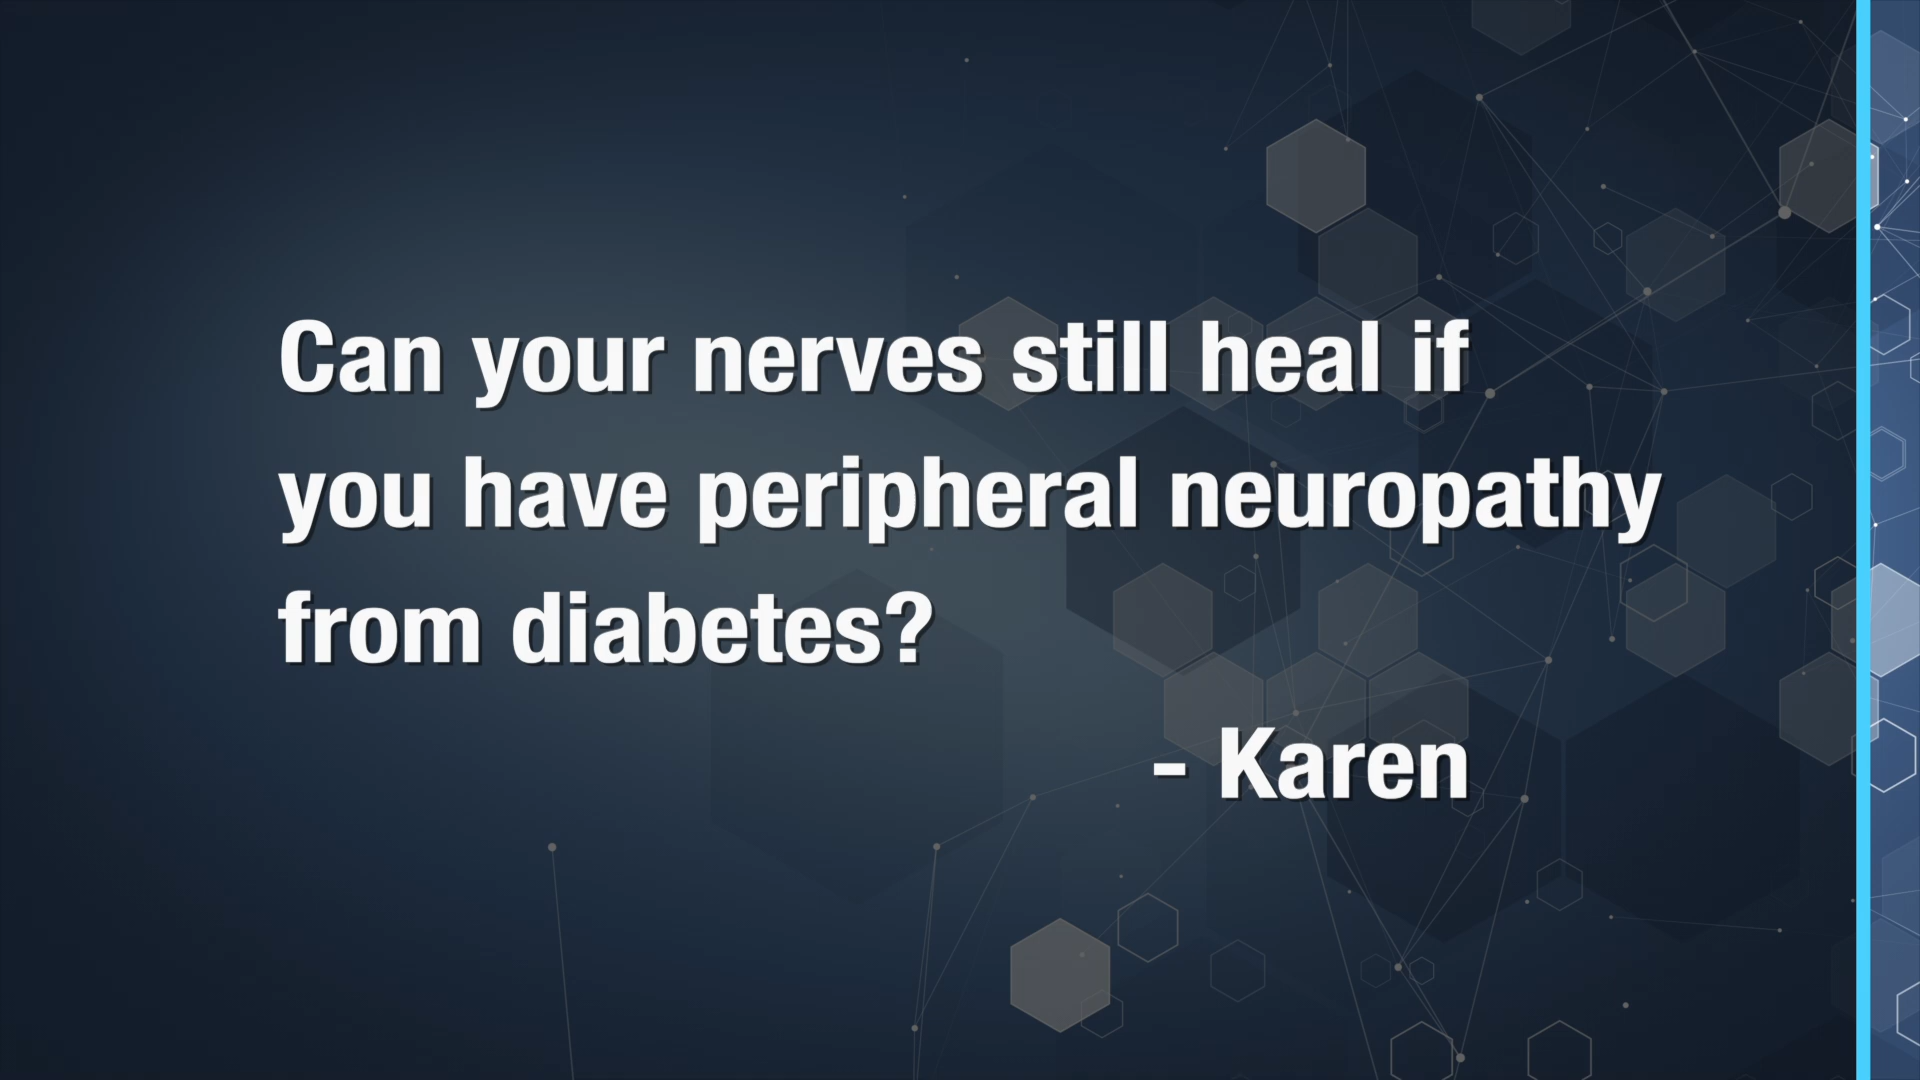 Can your nerves still heal if
you have peripheral neuropathy
from diabetes?
- Karen